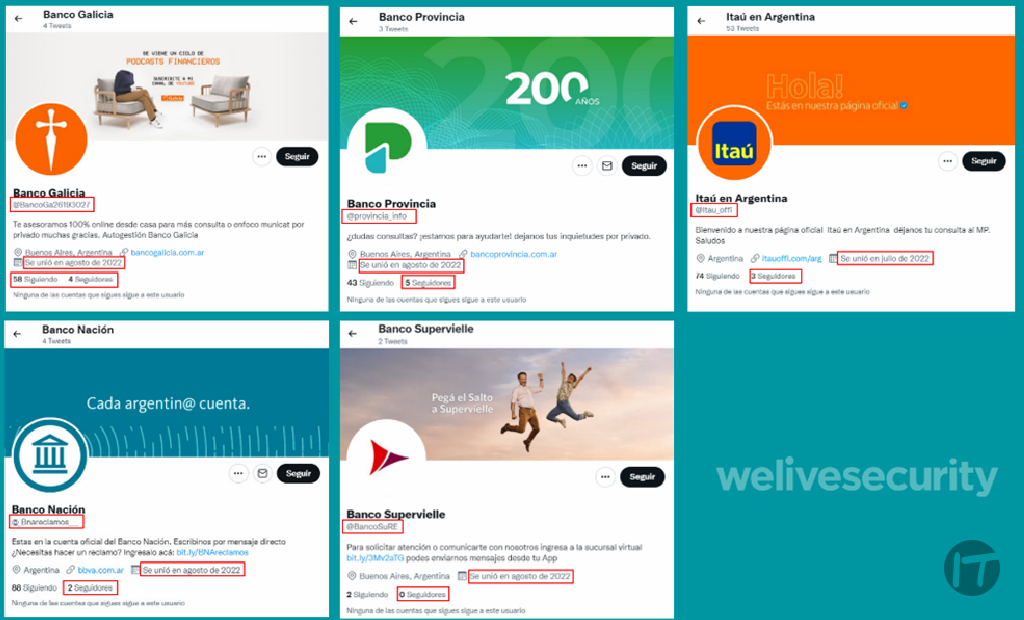 Banco Galicia
4 Tweets
SE VIENE UN CICLO DE
PODCASTS FINANCIEROS
SUSCRIBITE A MI
CANAL DE YOUTUBE
Seguir
Banco Galicia
@BancoGa26193027
Te asesoramos 100% online desde casa para más consulta o enfoco municat por
privado muchas gracias. Autogestión Banco Galicia
Buenos Aires, Argentina bancogalicia.com.ar
Se unió en agosto de 2022
58 Siguiendo 4 Seguidores
Ninguna de las cuentas que sigues sigue a este usuario
Banco Provincia
3 Tweets
200 AÑOS
Seguir
Banco Provincia
@provincia_info
¿dudas consultas? ¡estamos para ayudarte! dejanos tus inquietudes por privado.
Buenos Aires, Argentina bancoprovincia.com.ar
Se unió en agosto de 2022
43 Siguiendo 5 Seguidores
Ninguna de las cuentas que sigues sigue a este usuario
Itaú en Argentina
53 Tweets
Hola!
Estás en nuestra página oficial
Itaú
Seguir
Itaú en Argentina
@itau_offi
Bienvenido a nuestra página oficial Itaú en Argentina déjanos tu consulta al MP.
Saludos
Argentina itauoffi.com/arg Se unió en julio de 2022
74 Siguiendo 3 Seguidores
Ninguna de las cuentas que sigues sigue a este usuario
Banco Nación
4 Tweets
Cada argentin@ cuenta.
Seguir
Banco Nación
@Bnareclamos__
Estas en la cuenta oficial del Banco Nación. Escribinos por mensaje directo
¿Necesitas hacer un reclamo? Ingresalo acá: bit.ly/BNAreclamos
Argentina bbva.com.ar Se unió en agosto de 2022
88 Siguiendo 2 Seguidores
Ninguna de las cuentas que sigues sigue a este usuario
Banco Supervielle
2 Tweets
Pegá el Salto
a Supervielle
Seguir
Banco Supervielle
@BancoSuRE
Para solicitar atención o comunicarte con nosotros ingresa a la sucursal virtual
bit.ly/3Mv2aTG podes enviarnos mensajes desde tu App
Buenos Aires, Argentina Se unió en agosto de 2022
2 Siguiendo 0 Seguidores
Ninguna de las cuentas que sigues sigue a este usuario
welivesecurity
IT